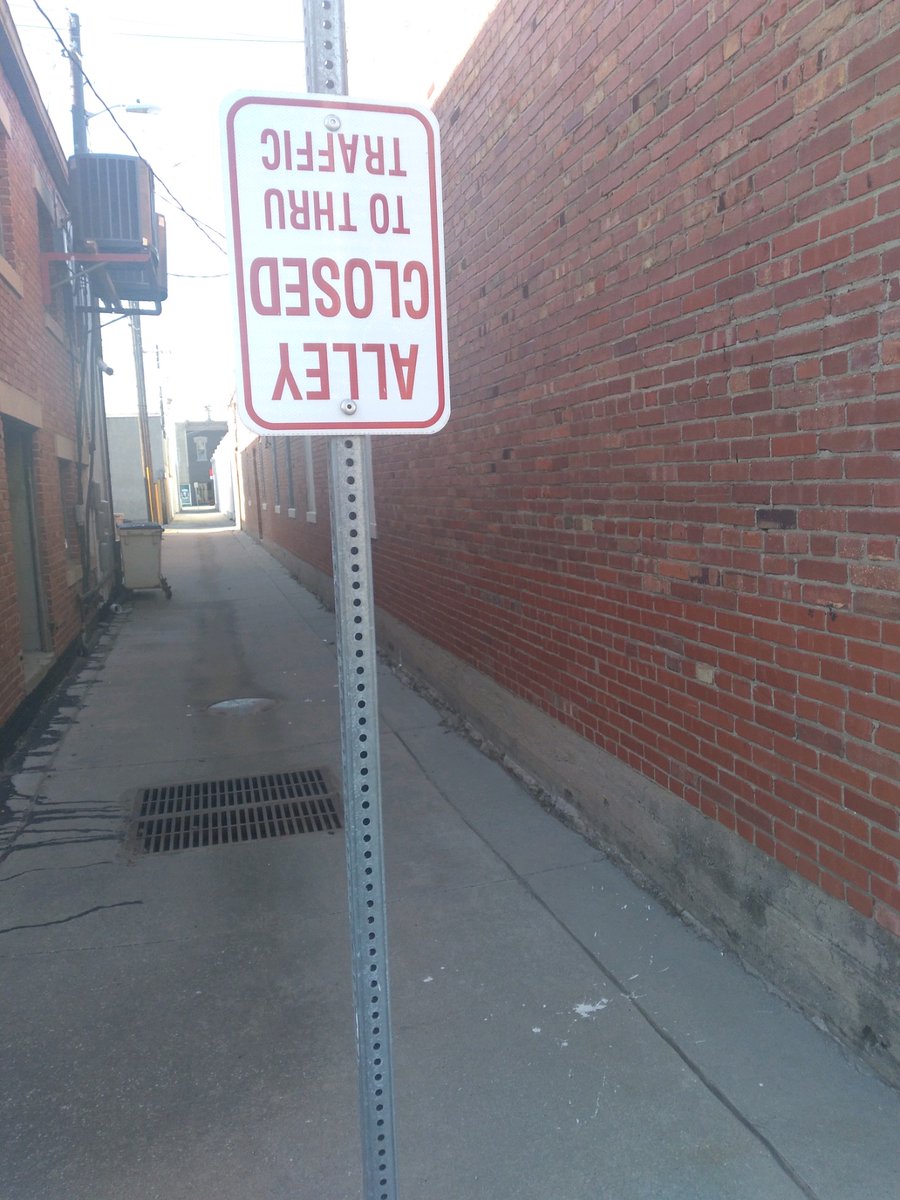 ALLEY
CLOSED
TO THRU
TRAFFIC